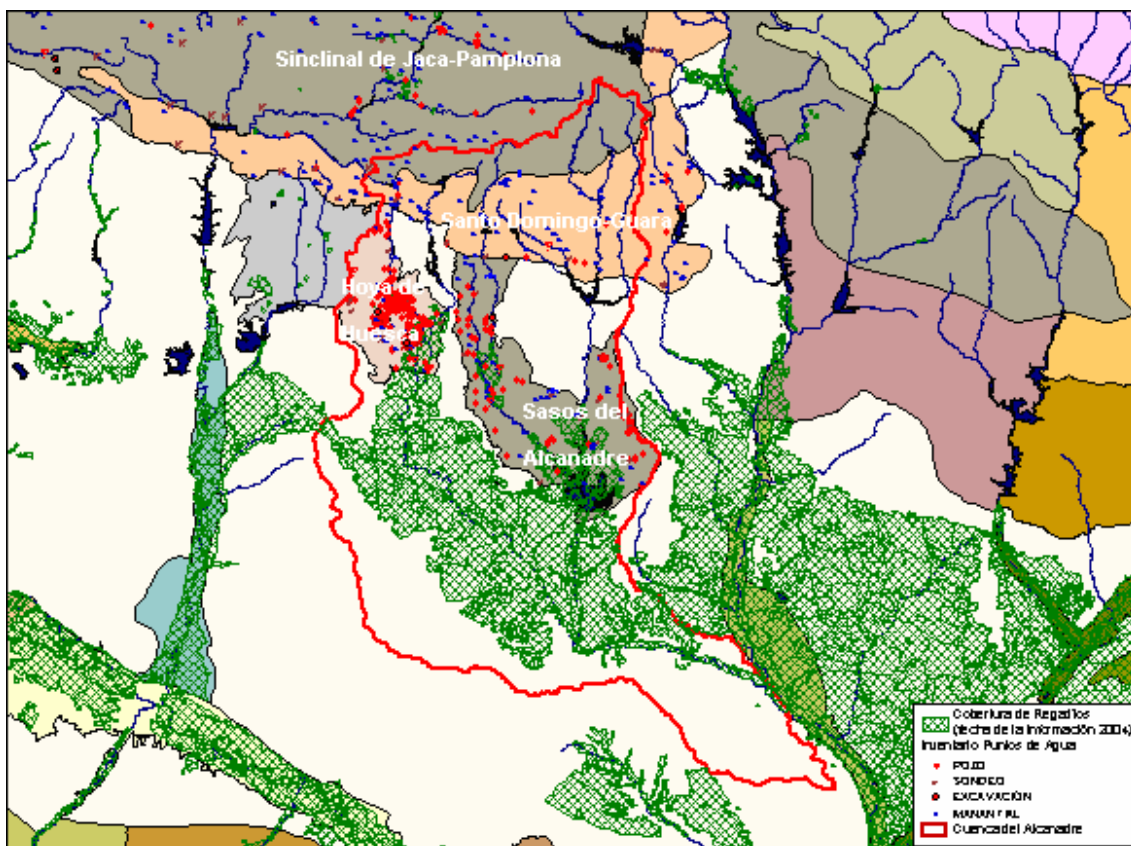 Sinclinal de Jaca-Pamplona
Santo Domingo-Guara
Hoya de
Huesca
Sasos del
Alcanadre
Cobertura de Regadíos
(fecha de la Información 2004)
Inventario Puntos de Agua
POZO
SONDEO
EXCAVACIÓN
MANANTIAL
Cuenca del Alcanadre